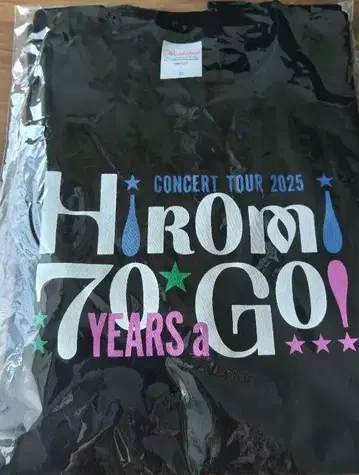 CONCERT TOUR 2025
HiROMi
70 Go!
YEARS a